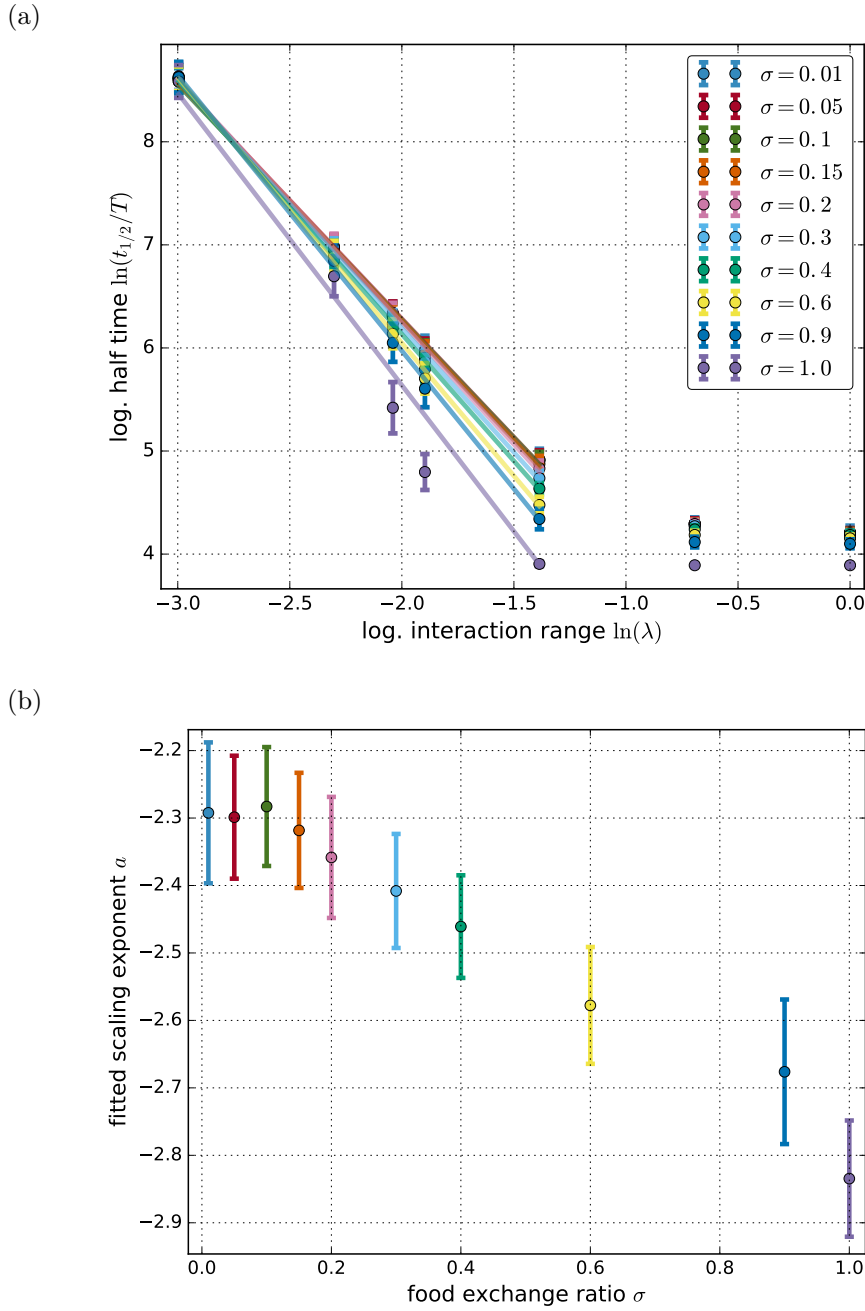 (a)
log. half time ln(t_{1/2}/T)
8
7
6
5
4
−3.0 −2.5 −2.0 −1.5 −1.0 −0.5 0.0
log. interaction range ln(λ)
σ = 0.01
σ = 0.05
σ = 0.1
σ = 0.15
σ = 0.2
σ = 0.3
σ = 0.4
σ = 0.6
σ = 0.9
σ = 1.0
(b)
fitted scaling exponent a
−2.2
−2.3
−2.4
−2.5
−2.6
−2.7
−2.8
−2.9
0.0 0.2 0.4 0.6 0.8 1.0
food exchange ratio σ